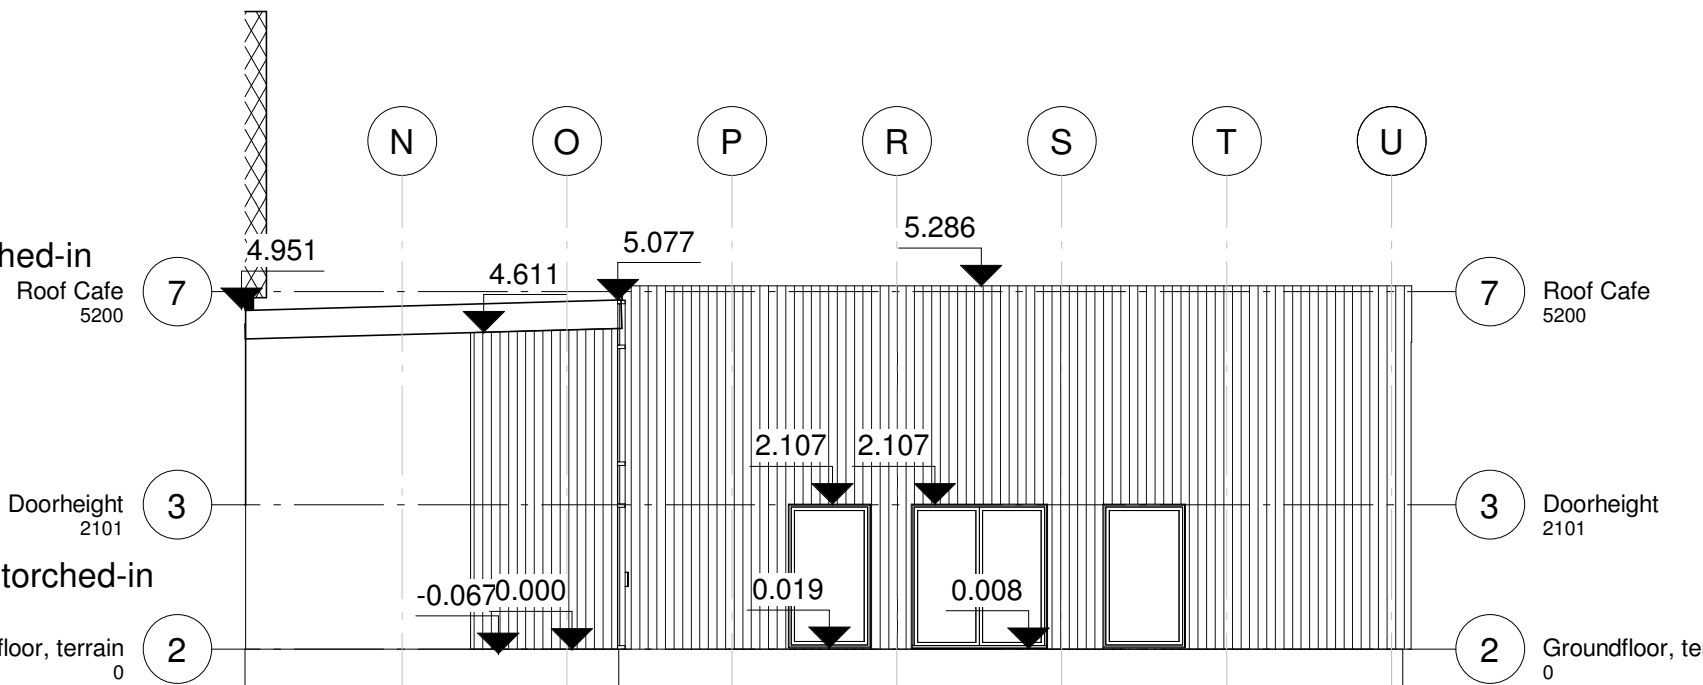 N O P R S T U
5.286
5.077
hed-in
4.951
4.611
Roof Cafe 7
5200
7 Roof Cafe
5200
2.107 2.107
Doorheight 3
2101
3 Doorheight
2101
torched-in
-0.067 0.000 0.019 0.008
floor, terrain 2
0
2 Groundfloor, te
0